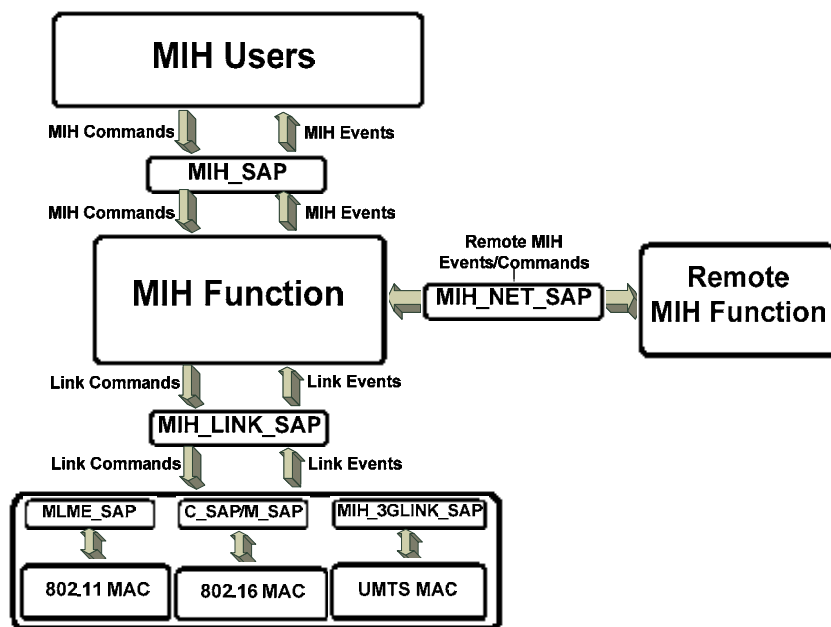 MIH Users
MIH Commands
MIH Events
MIH_SAP
MIH Commands
MIH Events
MIH Function
Remote MIH
Events/Commands
MIH_NET_SAP
Remote
MIH Function
Link Commands
Link Events
MIH_LINK_SAP
Link Commands
Link Events
MLME_SAP
C_SAP/M_SAP
MIH_3GLINK_SAP
802.11 MAC
802.16 MAC
UMTS MAC